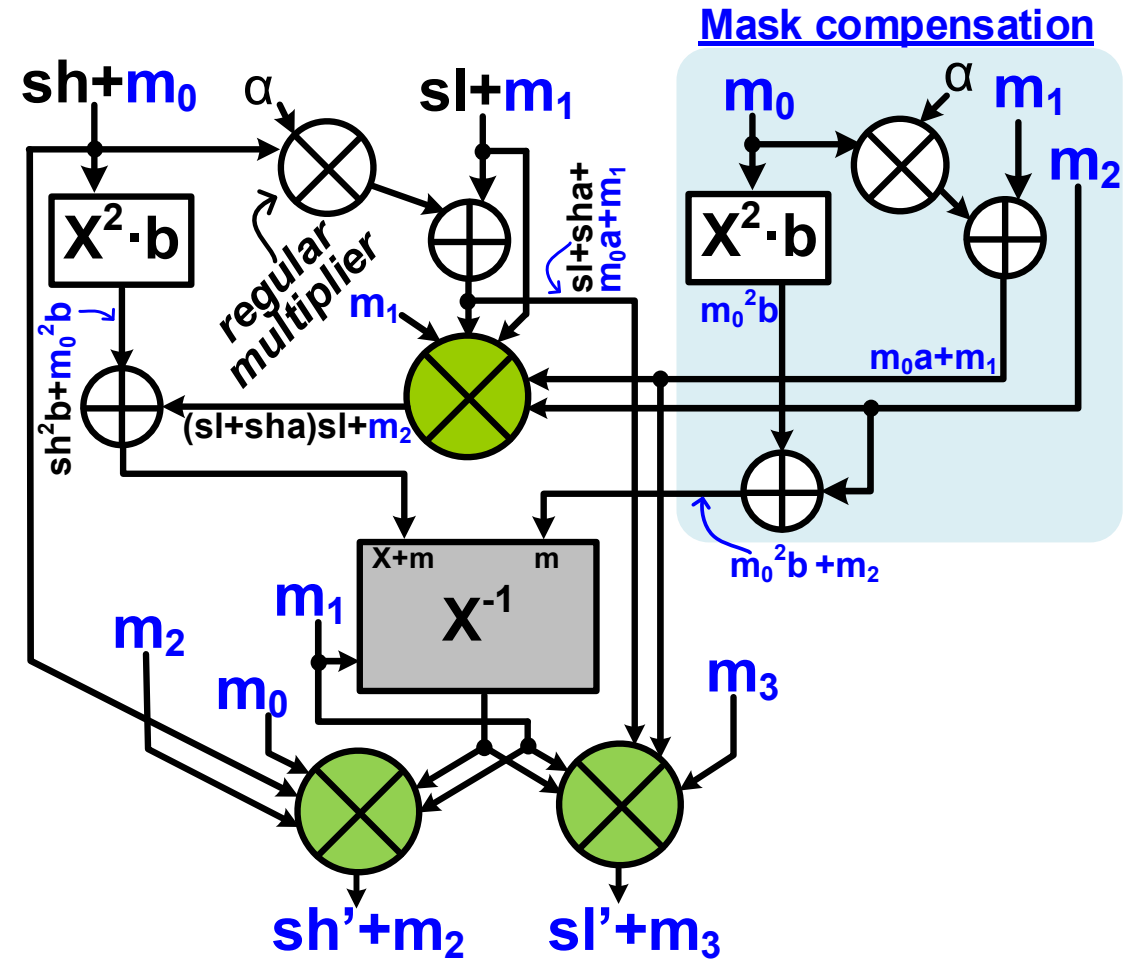 Mask compensation
sh+m₀
α
sl+m₁
m₀
α
m₁
m₂
X²·b
regular
multiplier
sl+sha+
m₀a+m₁
X²·b
m₀²b
m₁
sh²b+m₀²b
m₀a+m₁
(sl+sha)sl+m₂
X+m
m
X⁻¹
m₀²b+m₂
m₁
m₂
m₀
m₃
sh’+m₂
sl’+m₃